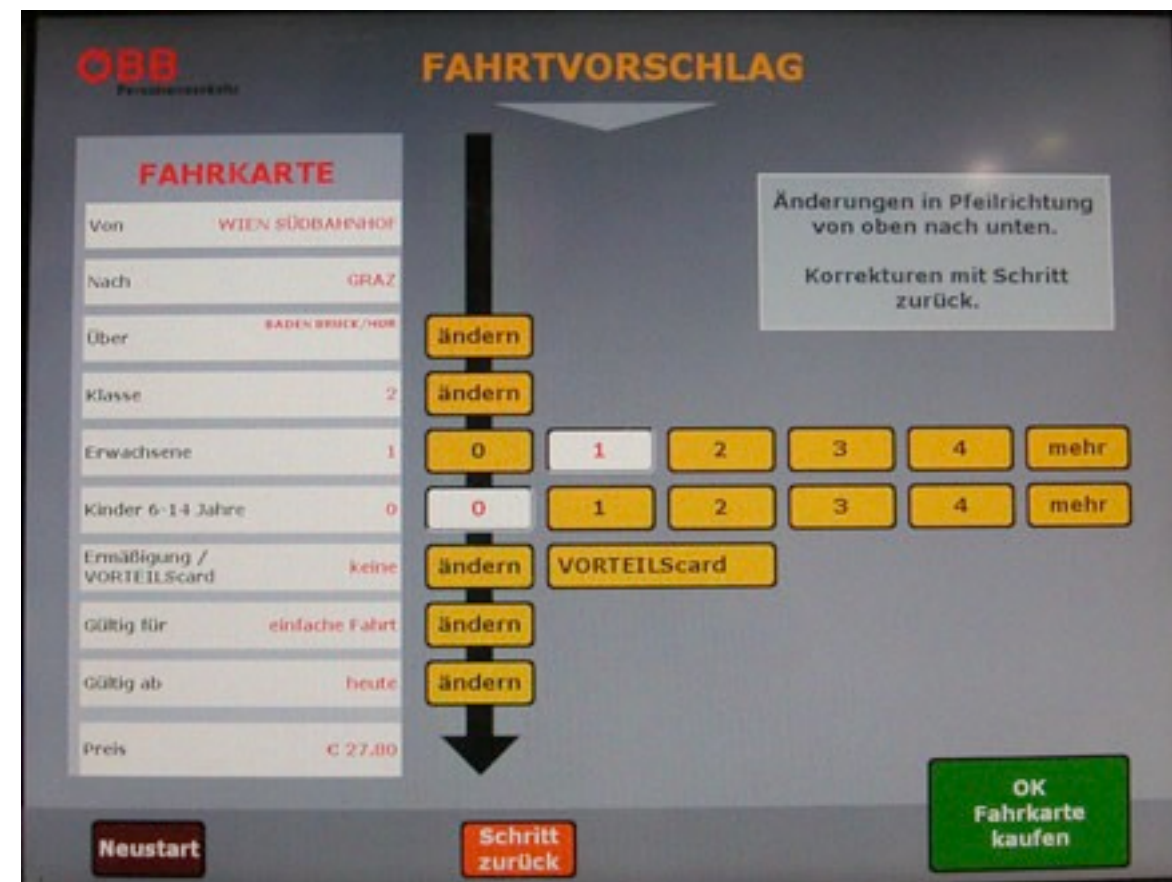 ÖBB
Personenverkehr
FAHRTVORSCHLAG
FAHRKARTE
Von WIEN SÜDBAHNHOF
Nach GRAZ
Über BADEN BRUCK/MUR ändern
Klasse 2 ändern
Erwachsene 1 0 1 2 3 4 mehr
Kinder 6-14 Jahre 0 0 1 2 3 4 mehr
Ermäßigung /
VORTEILScard keine ändern VORTEILScard
Gültig für einfache Fahrt ändern
Gültig ab heute ändern
Preis € 27.80
Änderungen in Pfeilrichtung
von oben nach unten.
Korrekturen mit Schritt
zurück.
Neustart
Schritt
zurück
OK
Fahrkarte
kaufen